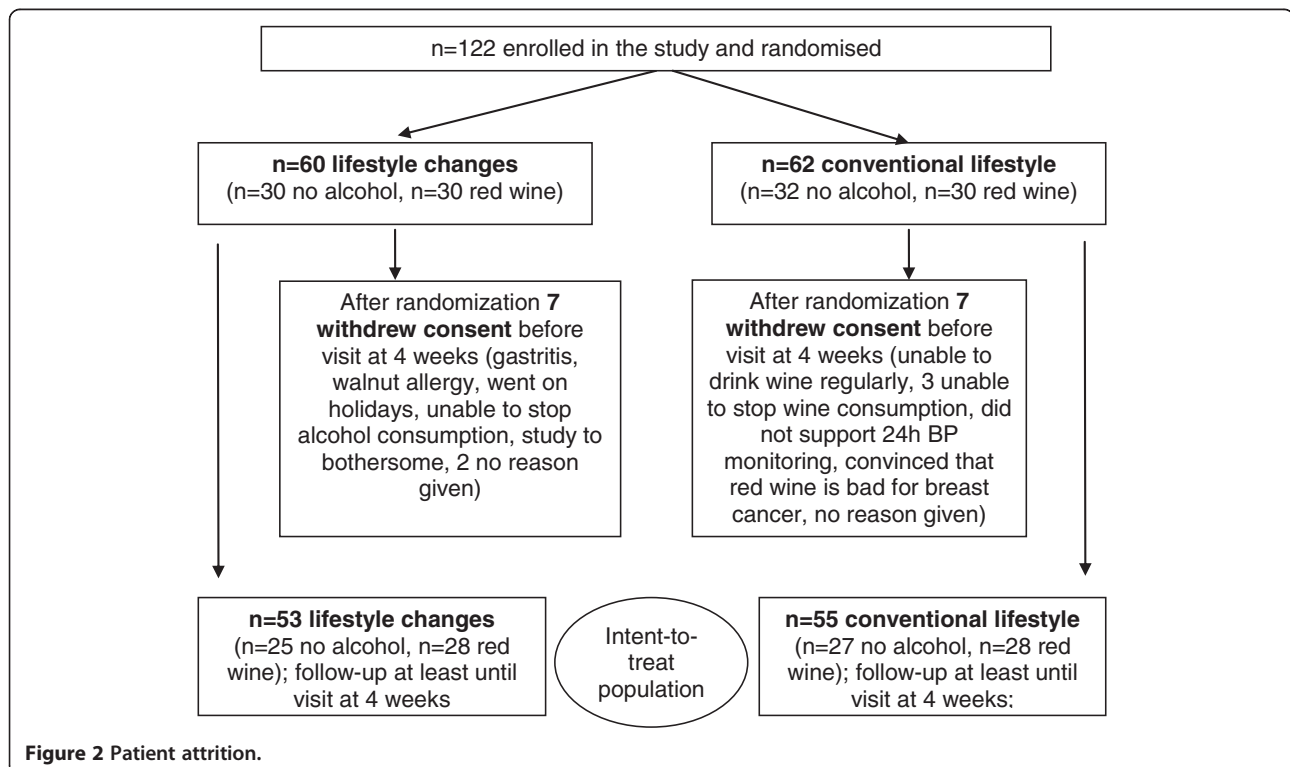 n=122 enrolled in the study and randomised
n=60 lifestyle changes
(n=30 no alcohol, n=30 red wine)
n=62 conventional lifestyle
(n=32 no alcohol, n=30 red wine)
After randomization 7
withdrew consent before
visit at 4 weeks (gastritis,
walnut allergy, went on
holidays, unable to stop
alcohol consumption, study to
bothersome, 2 no reason
given)
After randomization 7
withdrew consent before
visit at 4 weeks (unable to
drink wine regularly, 3 unable
to stop wine consumption, did
not support 24h BP
monitoring, convinced that
red wine is bad for breast
cancer, no reason given)
n=53 lifestyle changes
(n=25 no alcohol, n=28 red
wine); follow-up at least until
visit at 4 weeks
Intent-to-
treat
population
n=55 conventional lifestyle
(n=27 no alcohol, n=28 red
wine); follow-up at least until
visit at 4 weeks;
Figure 2 Patient attrition.